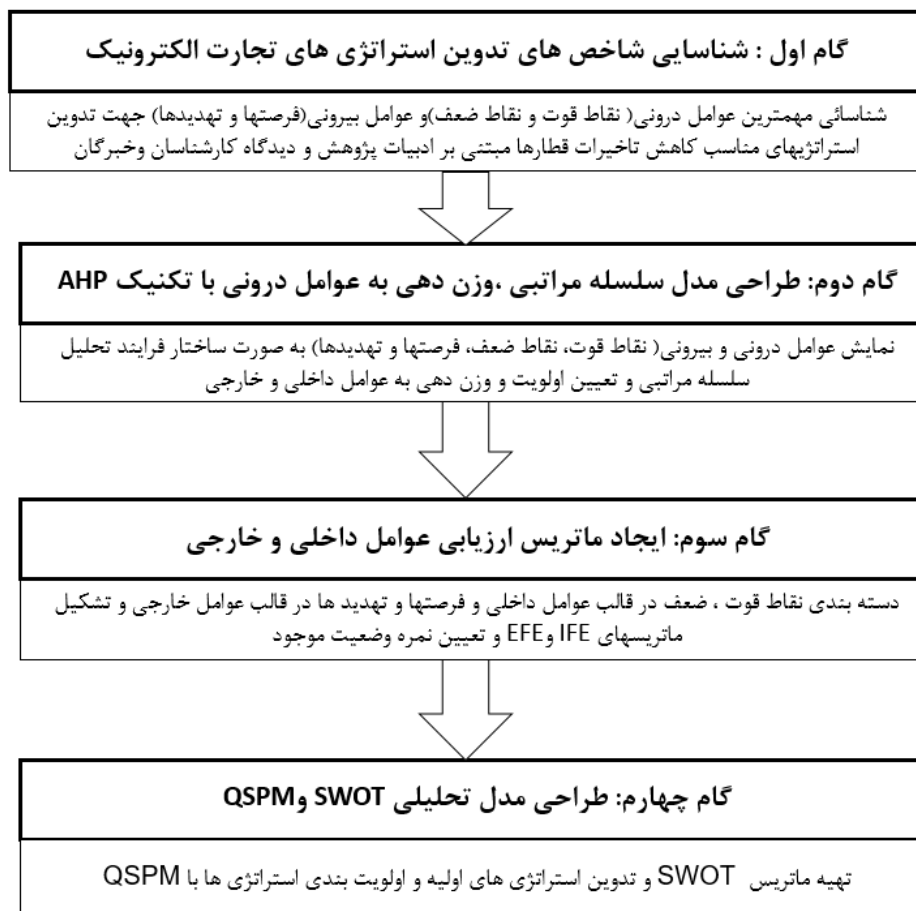 گام اول : شناسایی شاخص های تدوین استراتژی های تجارت الکترونیک
شناسائی مهمترین عوامل درونی( نقاط قوت و نقاط ضعف)و عوامل بیرونی(فرصتها و تهدیدها) جهت تدوین
استراتژیهای مناسب کاهش تاخیرات قطارها مبتنی بر ادبیات پژوهش و دیدگاه کارشناسان وخبرگان
گام دوم: طراحی مدل سلسله مراتبی ،وزن دهی به عوامل درونی با تکنیک AHP
نمایش عوامل درونی و بیرونی( نقاط قوت، نقاط ضعف، فرصتها و تهدیدها) به صورت ساختار فرایند تحلیل
سلسله مراتبی و تعیین اولویت و وزن دهی به عوامل داخلی و خارجی
گام سوم: ایجاد ماتریس ارزیابی عوامل داخلی و خارجی
دسته بندی نقاط قوت ، ضعف در قالب عوامل داخلی و فرصتها و تهدید ها در قالب عوامل خارجی و تشکیل
ماتریسهای IFE وEFE و تعیین نمره وضعیت موجود
گام چهارم: طراحی مدل تحلیلی SWOT وQSPM
تهیه ماتریس SWOT و تدوین استراتژی های اولیه و اولویت بندی استراتژی ها با QSPM